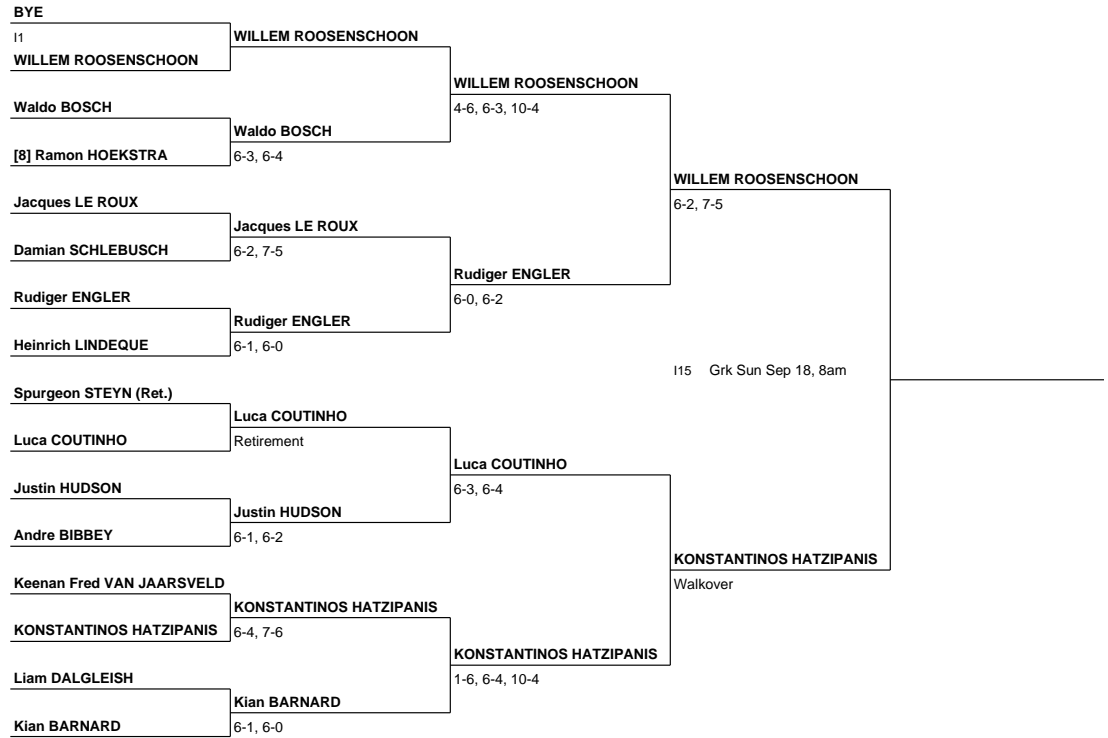 BYE
I1
WILLEM ROOSENSCHOON
Waldo BOSCH
[8] Ramon HOEKSTRA
Jacques LE ROUX
Damian SCHLEBUSCH
Rudiger ENGLER
Heinrich LINDEQUE
Spurgeon STEYN (Ret.)
Luca COUTINHO
Justin HUDSON
Andre BIBBEY
Keenan Fred VAN JAARSVELD
KONSTANTINOS HATZIPANIS
Liam DALGLEISH
Kian BARNARD
WILLEM ROOSENSCHOON
Waldo BOSCH
6-3, 6-4
Jacques LE ROUX
6-2, 7-5
Rudiger ENGLER
6-1, 6-0
Luca COUTINHO
Retirement
Justin HUDSON
6-1, 6-2
KONSTANTINOS HATZIPANIS
6-4, 7-6
Kian BARNARD
6-1, 6-0
WILLEM ROOSENSCHOON
4-6, 6-3, 10-4
Rudiger ENGLER
6-0, 6-2
Luca COUTINHO
6-3, 6-4
KONSTANTINOS HATZIPANIS
1-6, 6-4, 10-4
WILLEM ROOSENSCHOON
6-2, 7-5
I15 Grk Sun Sep 18, 8am
KONSTANTINOS HATZIPANIS
Walkover